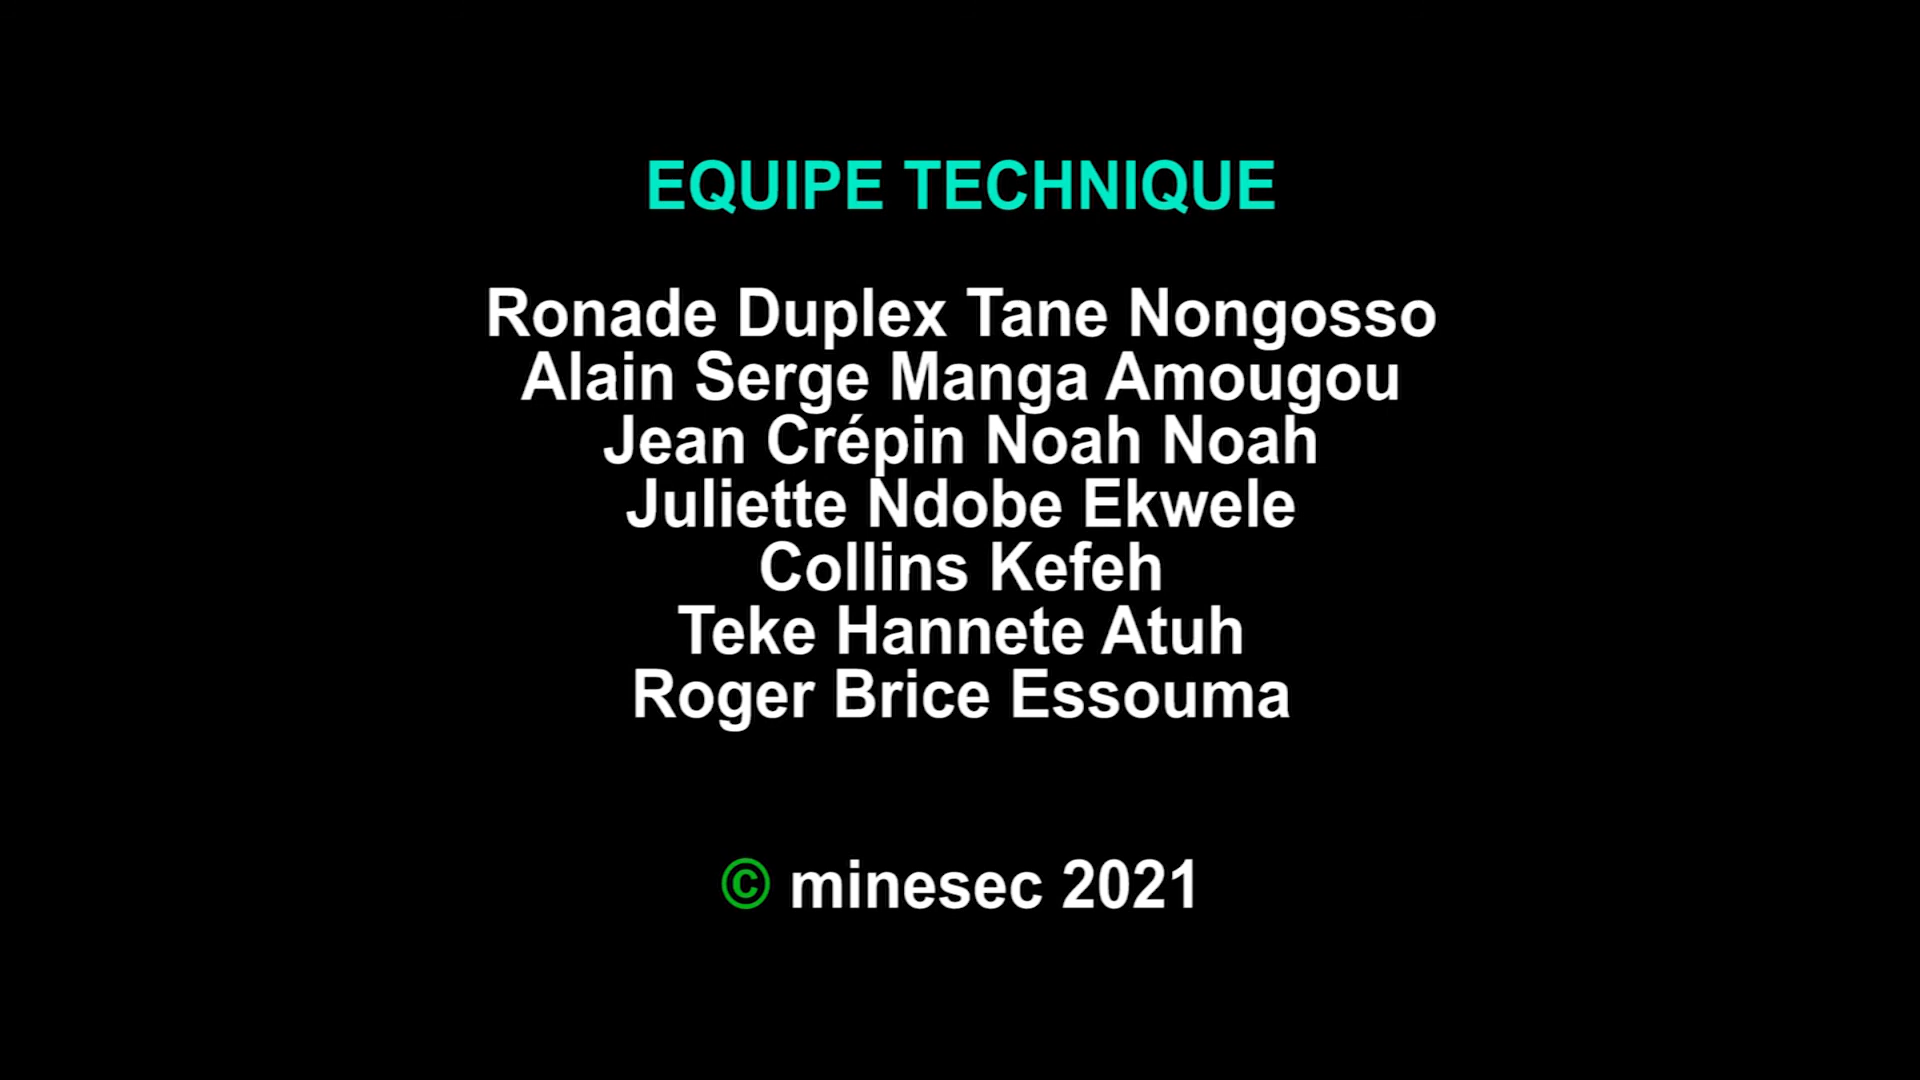 EQUIPE TECHNIQUE
Ronade Duplex Tane Nongosso
Alain Serge Manga Amougou
Jean Crépin Noah Noah
Juliette Ndobe Ekwele
Collins Kefeh
Teke Hannete Atuh
Roger Brice Essouma
© minesec 2021